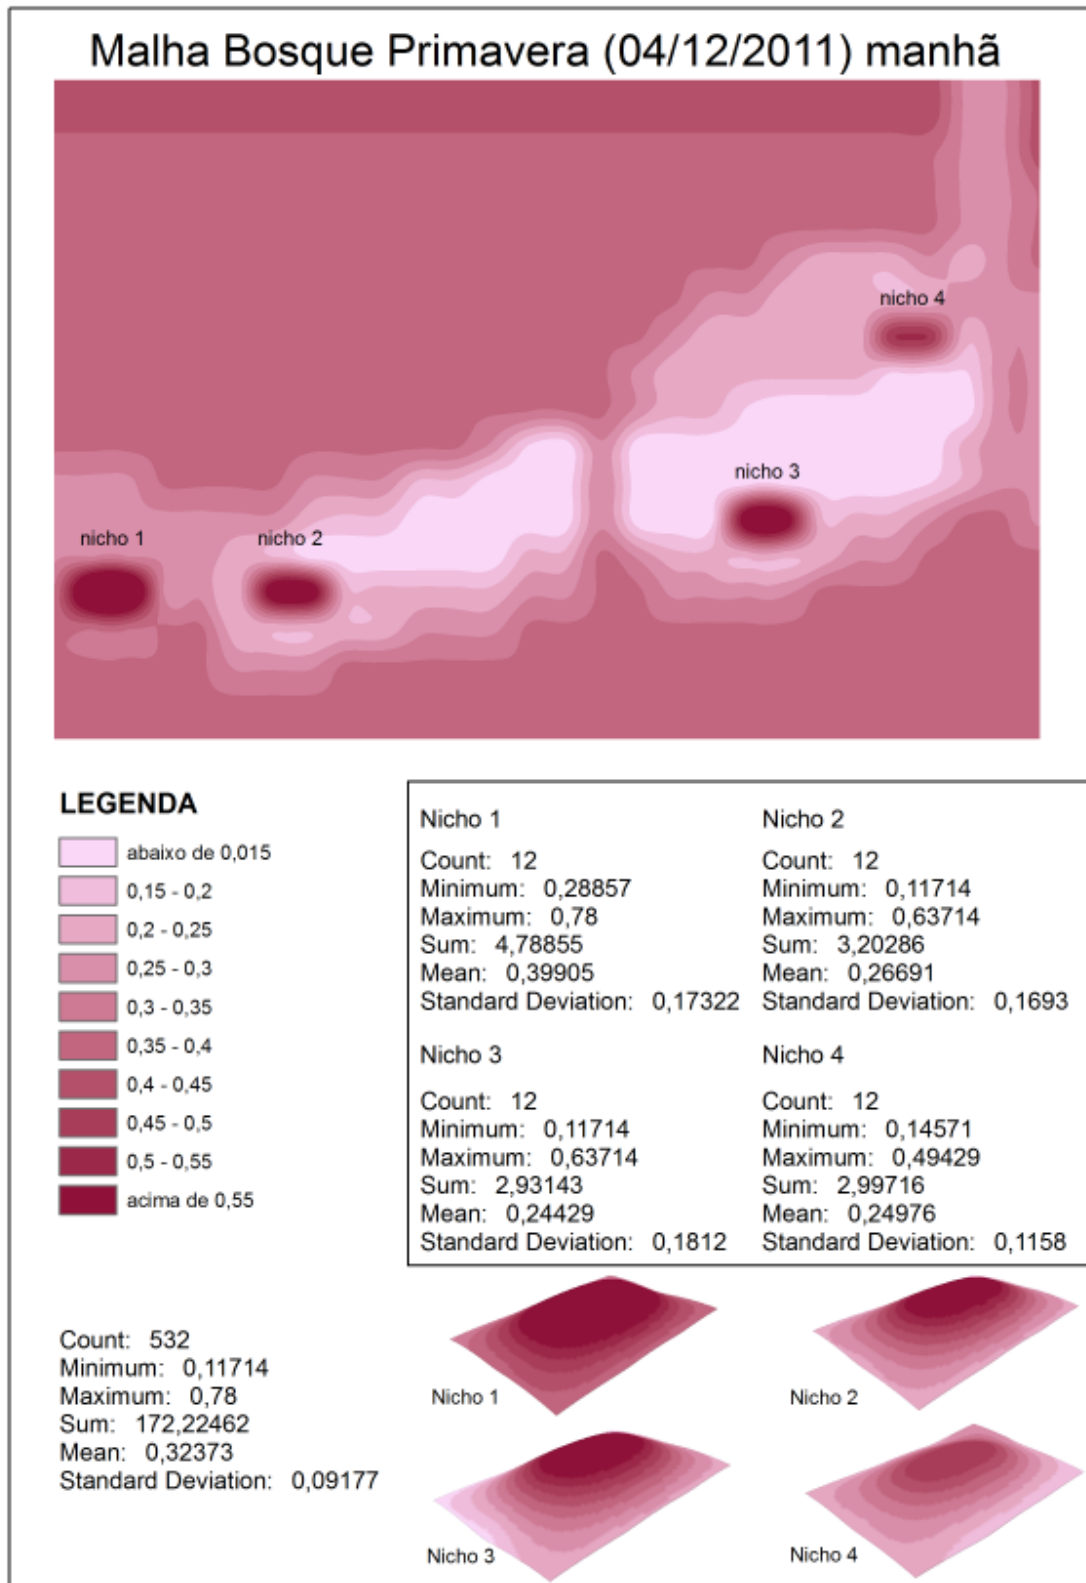 Malha Bosque Primavera (04/12/2011) manhã
nicho 4
nicho 3
nicho 1
nicho 2
LEGENDA
abaixo de 0,015
0,15 - 0,2
0,2 - 0,25
0,25 - 0,3
0,3 - 0,35
0,35 - 0,4
0,4 - 0,45
0,45 - 0,5
0,5 - 0,55
acima de 0,55
Nicho 1
Count: 12
Minimum: 0,28857
Maximum: 0,78
Sum: 4,78855
Mean: 0,39905
Standard Deviation: 0,17322
Nicho 2
Count: 12
Minimum: 0,11714
Maximum: 0,63714
Sum: 3,20286
Mean: 0,26691
Standard Deviation: 0,1693
Nicho 3
Count: 12
Minimum: 0,11714
Maximum: 0,63714
Sum: 2,93143
Mean: 0,24429
Standard Deviation: 0,1812
Nicho 4
Count: 12
Minimum: 0,14571
Maximum: 0,49429
Sum: 2,99716
Mean: 0,24976
Standard Deviation: 0,1158
Count: 532
Minimum: 0,11714
Maximum: 0,78
Sum: 172,22462
Mean: 0,32373
Standard Deviation: 0,09177
Nicho 1
Nicho 2
Nicho 3
Nicho 4